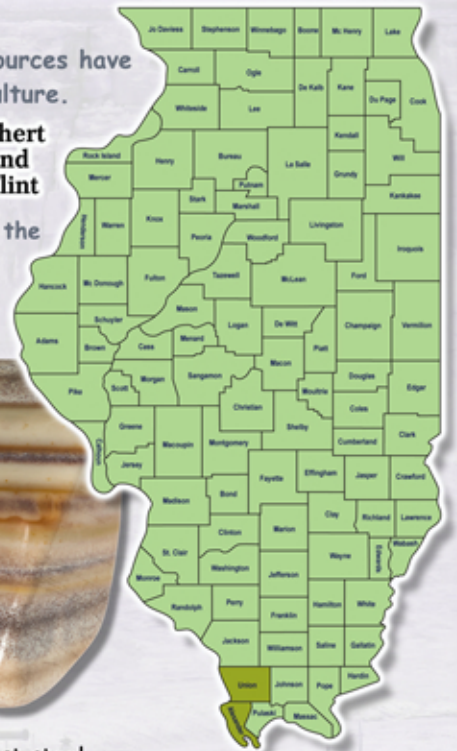 ources have
lture.
hert
nd
lint
the
Jo Daviess Stephenson Winnebago Boone Mc Henry Lake
Carroll Ogle De Kalb Kane Du Page Cook
Whiteside Lee
Kendall
Rock Island Henry Bureau La Salle Will
Mercer Putnam Grundy
Stark Marshall Kankakee
Henderson Warren Knox Livingston
Peoria Woodford Iroquois
Hancock Mc Donough Fulton Tazewell McLean Ford
Mason
Schuyler Logan De Witt Champaign Vermilion
Adams Brown Cass Menard Piatt
Macon
Pike Scott Morgan Sangamon Douglas Edgar
Moultrie
Christian Coles
Greene Shelby
Calhoun Macoupin Montgomery Cumberland Clark
Jersey
Fayette Effingham Jasper Crawford
Madison Bond
Clay Richland Lawrence
Clinton Marion
St. Clair Wayne Edwards Wabash
Washington
Monroe Jefferson
Randolph Perry Hamilton White
Franklin
Jackson Williamson Saline Gallatin
Union Johnson Pope Hardin
Pulaski Massac